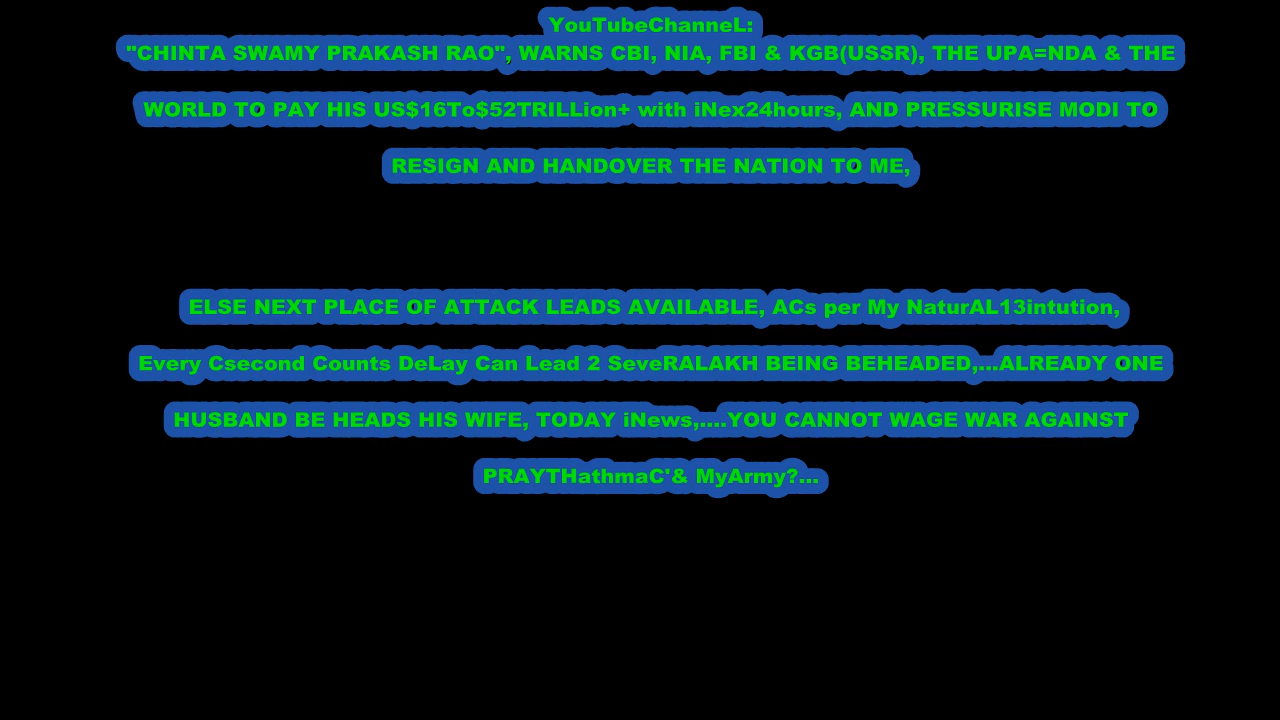 YouTubeChanneL:
"CHINTA SWAMY PRAKASH RAO", WARNS CBI, NIA, FBI & KGB(USSR), THE UPA=NDA & THE
WORLD TO PAY HIS US$16To$52TRILLion+ with iNex24hours, AND PRESSURISE MODI TO
RESIGN AND HANDOVER THE NATION TO ME,
ELSE NEXT PLACE OF ATTACK LEADS AVAILABLE, ACs per My NaturAL13intution,
Every Csecond Counts DeLay Can Lead 2 SeveRALAKH BEING BEHEADED,...ALREADY ONE
HUSBAND BE HEADS HIS WIFE, TODAY iNews,....YOU CANNOT WAGE WAR AGAINST
PRAYTHathmaC'& MyArmy?...